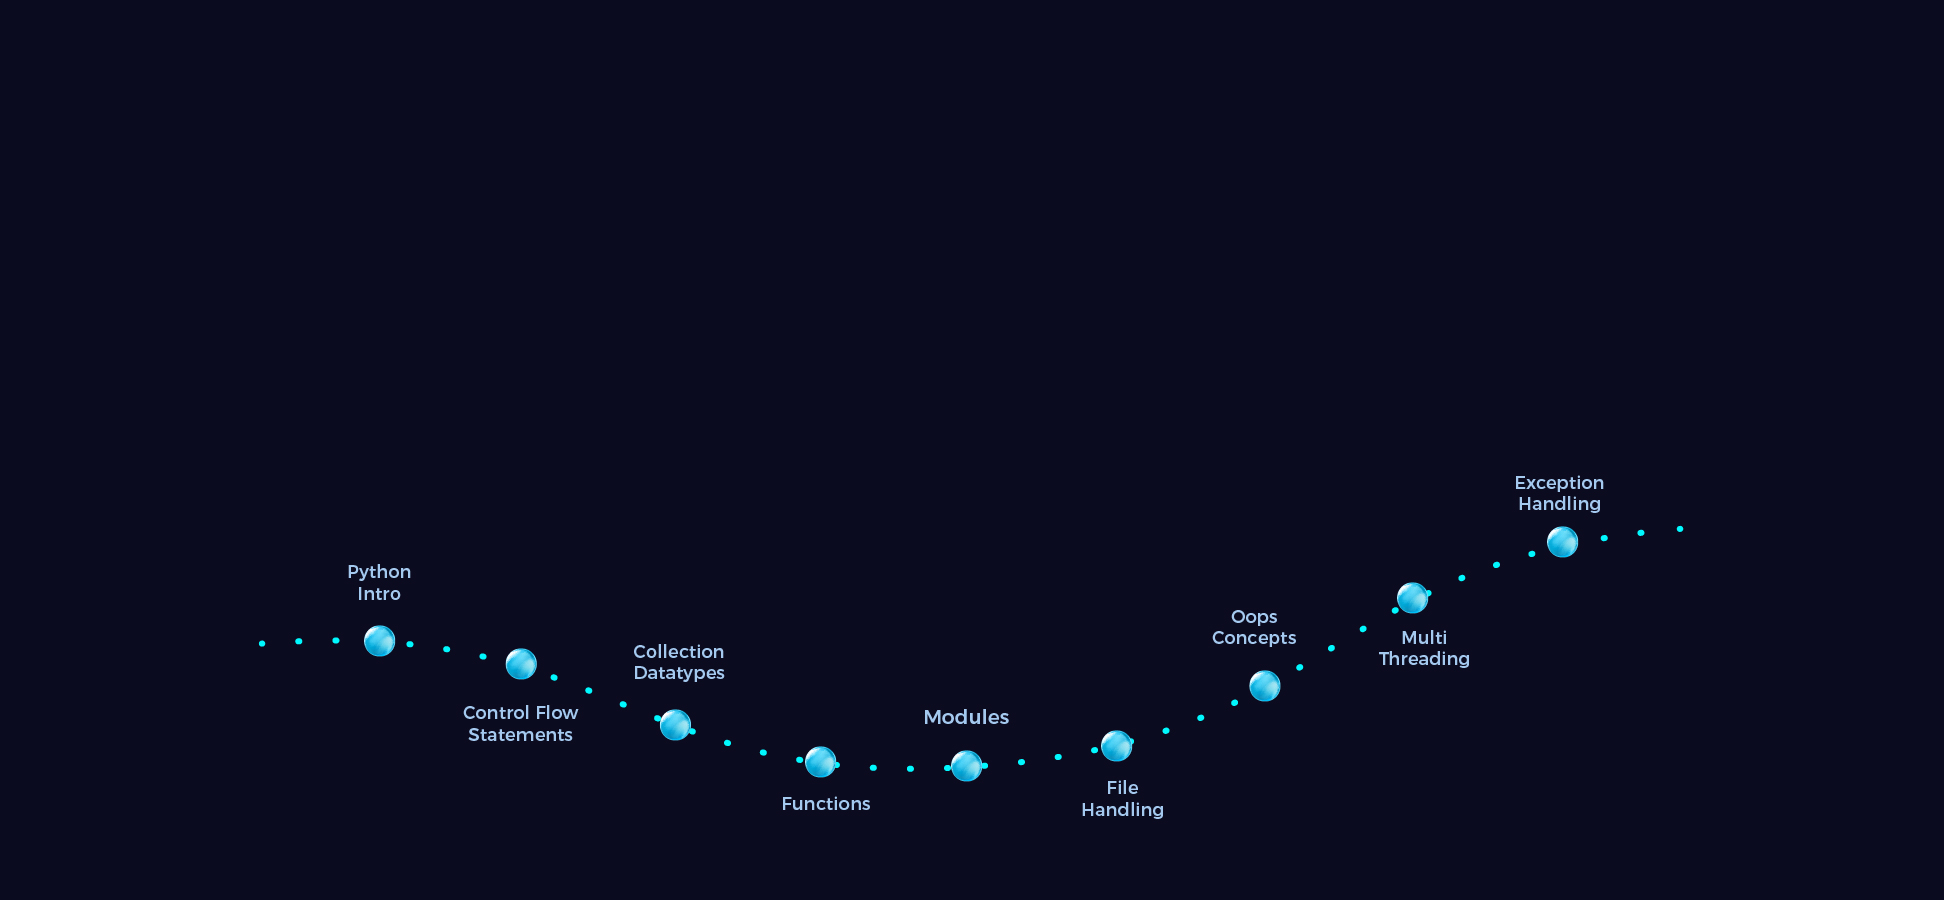 Python
Intro
Control Flow
Statements
Collection
Datatypes
Functions
Modules
File
Handling
Oops
Concepts
Multi
Threading
Exception
Handling